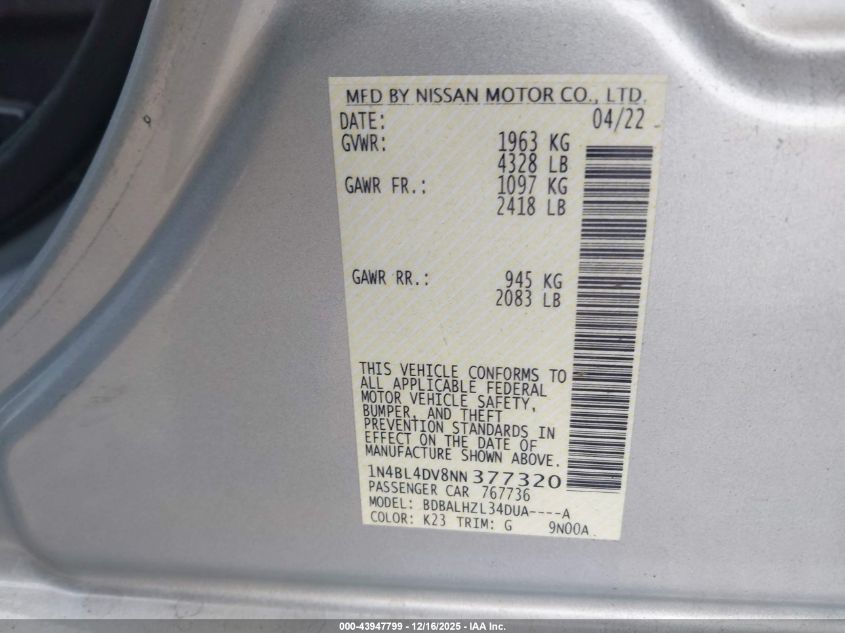 MFD BY NISSAN MOTOR CO., LTD.
DATE: 04/22
GVWR: 1963 KG
4328 LB
GAWR FR.: 1097 KG
2418 LB
GAWR RR.: 945 KG
2083 LB
THIS VEHICLE CONFORMS TO
ALL APPLICABLE FEDERAL
MOTOR VEHICLE SAFETY,
BUMPER, AND THEFT
PREVENTION STANDARDS IN
EFFECT ON THE DATE OF
MANUFACTURE SHOWN ABOVE.
1N4BL4DV8NN377320
PASSENGER CAR 767736
MODEL: BDBALHZL34DUA----A
COLOR: K23 TRIM: G 9N00A
000-43947799 - 12/16/2025 - IAA Inc.